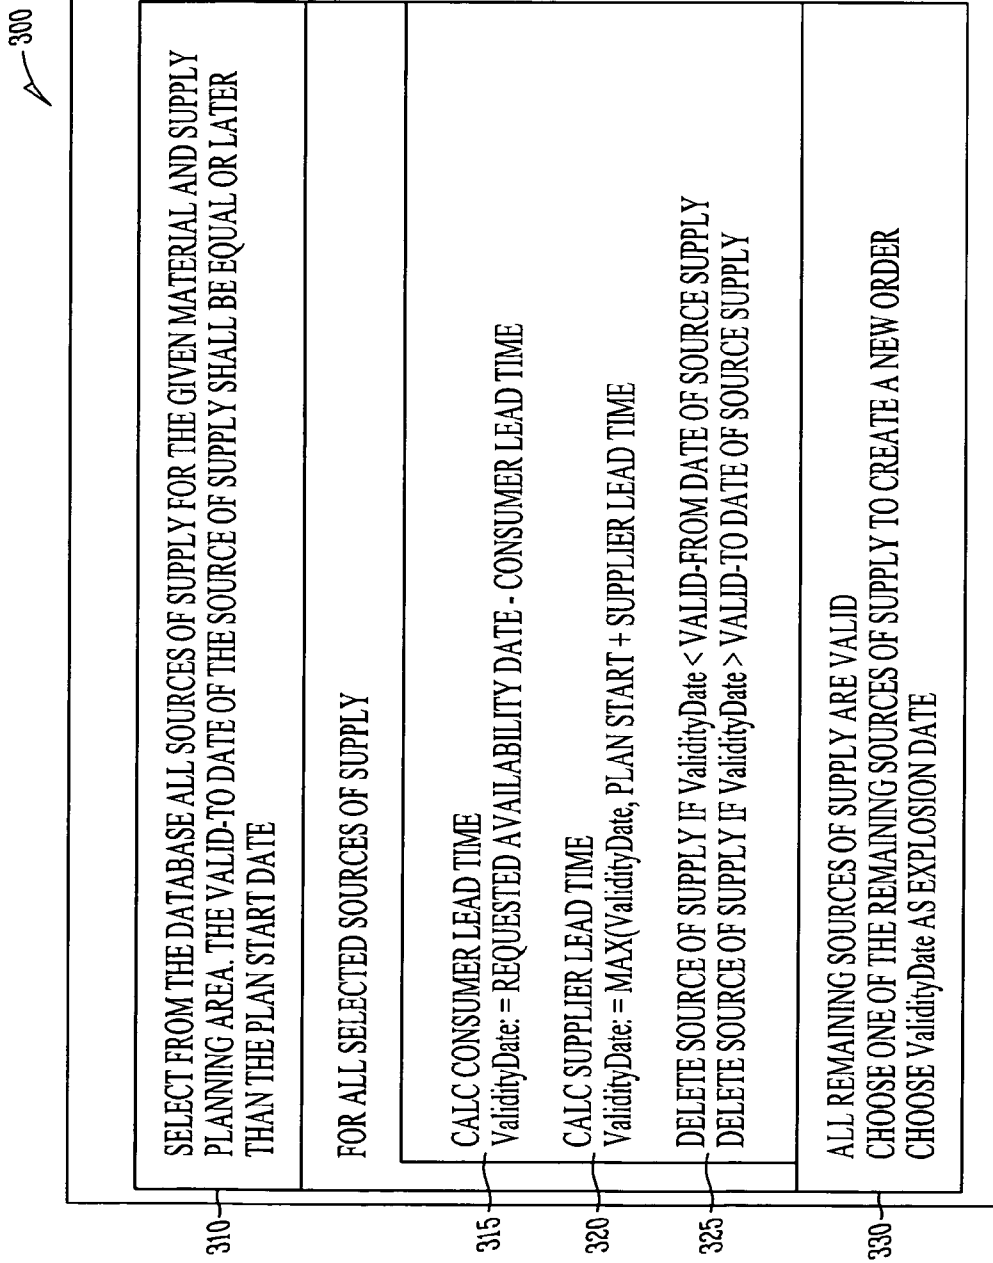 300
SELECT FROM THE DATABASE ALL SOURCES OF SUPPLY FOR THE GIVEN MATERIAL AND SUPPLY
PLANNING AREA. THE VALID-TO DATE OF THE SOURCE OF SUPPLY SHALL BE EQUAL OR LATER
THAN THE PLAN START DATE
310
FOR ALL SELECTED SOURCES OF SUPPLY
315
CALC CONSUMER LEAD TIME
ValidityDate: = REQUESTED AVAILABILITY DATE - CONSUMER LEAD TIME
320
CALC SUPPLIER LEAD TIME
ValidityDate: = MAX(ValidityDate, PLAN START + SUPPLIER LEAD TIME
325
DELETE SOURCE OF SUPPLY IF ValidityDate < VALID-FROM DATE OF SOURCE SUPPLY
DELETE SOURCE OF SUPPLY IF ValidityDate > VALID-TO DATE OF SOURCE SUPPLY
330
ALL REMAINING SOURCES OF SUPPLY ARE VALID
CHOOSE ONE OF THE REMAINING SOURCES OF SUPPLY TO CREATE A NEW ORDER
CHOOSE ValidityDate AS EXPLOSION DATE